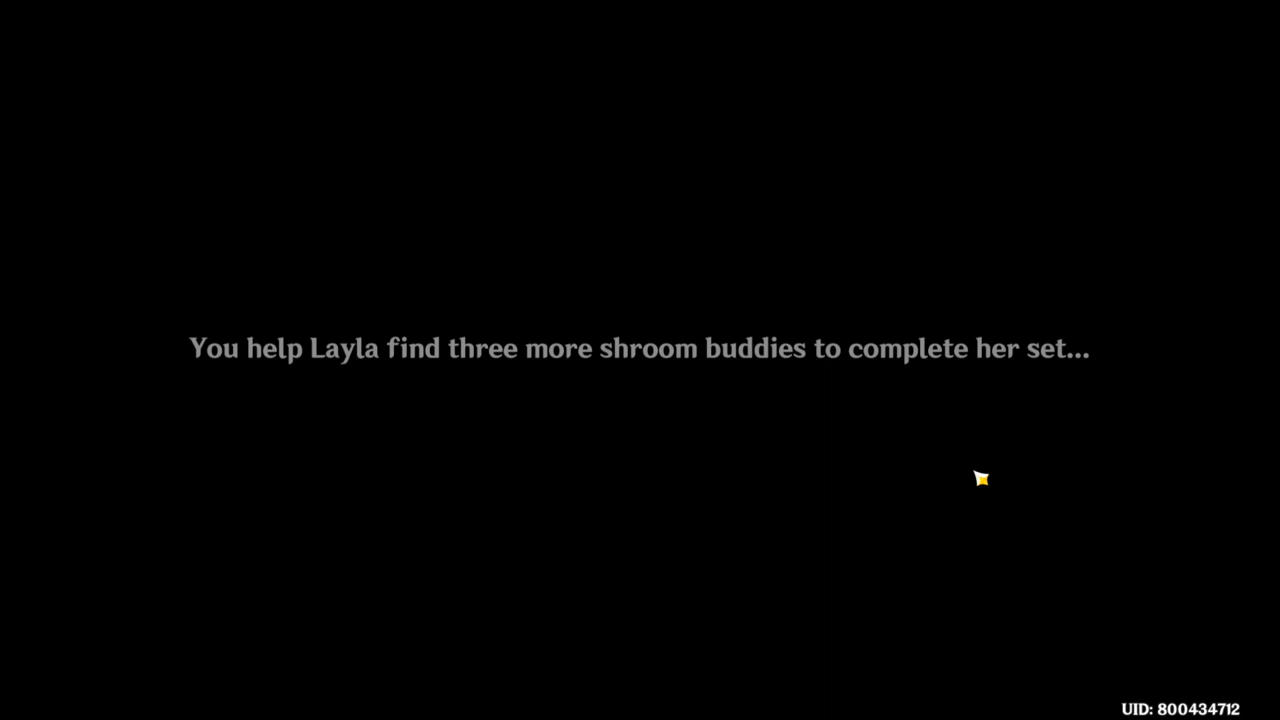 You help Layla find three more shroom buddies to complete her set...
UID: 800434712